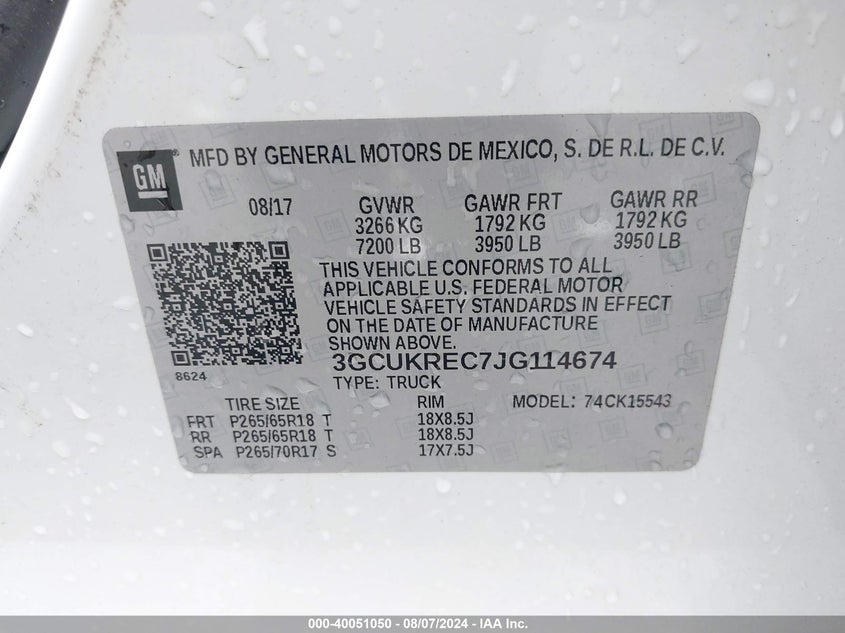 GM
MFD BY GENERAL MOTORS DE MEXICO, S. DE R.L. DE C.V.
08/17 GVWR GAWR FRT GAWR RR
3266 KG 1792 KG 1792 KG
7200 LB 3950 LB 3950 LB
THIS VEHICLE CONFORMS TO ALL
APPLICABLE U.S. FEDERAL MOTOR
VEHICLE SAFETY STANDARDS IN EFFECT
ON THE DATE OF MANUFACTURE
SHOWN ABOVE.
3GCUKREC7JG114674
8624 TYPE: TRUCK
TIRE SIZE RIM MODEL: 74CK15543
FRT P265/65R18 T 18X8.5J
RR P265/65R18 T 18X8.5J
SPA P265/70R17 S 17X7.5J
000-40051050 - 08/07/2024 - IAA Inc.